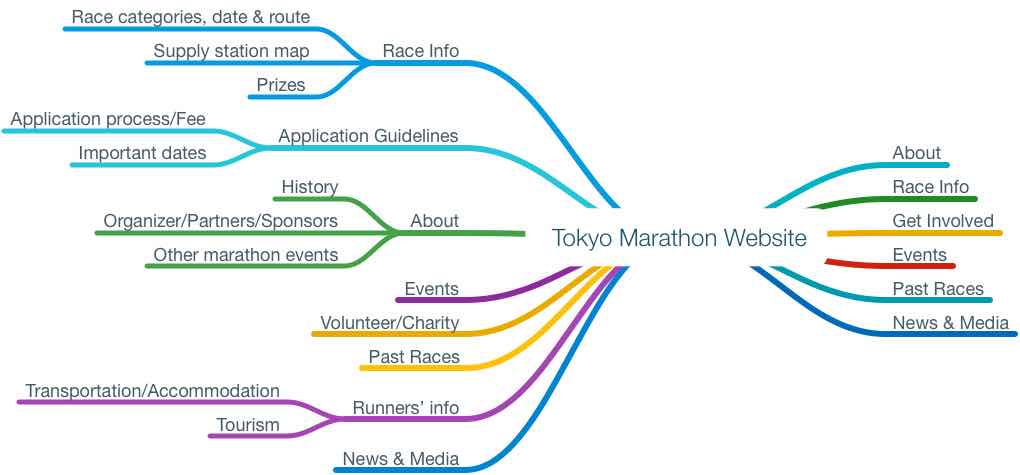 Race categories, date & route
Supply station map
Race Info
Prizes
Application process/Fee
Application Guidelines
Important dates
History
Organizer/Partners/Sponsors
About
Other marathon events
Events
Volunteer/Charity
Past Races
Transportation/Accommodation
Runners’ info
Tourism
News & Media
Tokyo Marathon Website
About
Race Info
Get Involved
Events
Past Races
News & Media